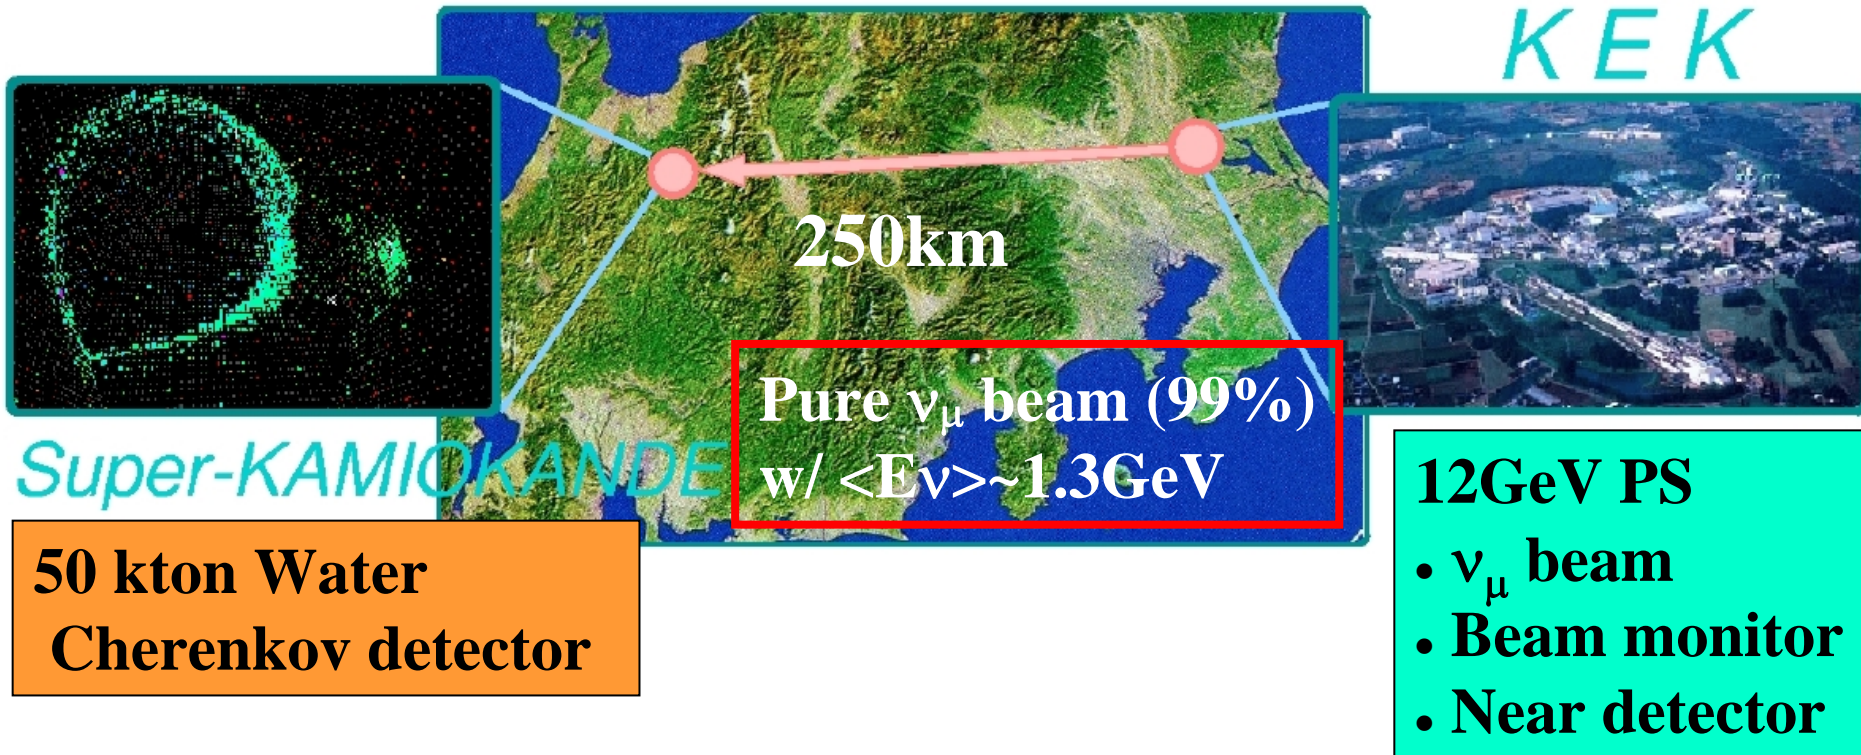 KEK
250km
Pure νμ beam (99%)
w/ <Eν>~1.3GeV
Super-KAMIOKANDE
50 kton Water
Cherenkov detector
12GeV PS
• νμ beam
• Beam monitor
• Near detector